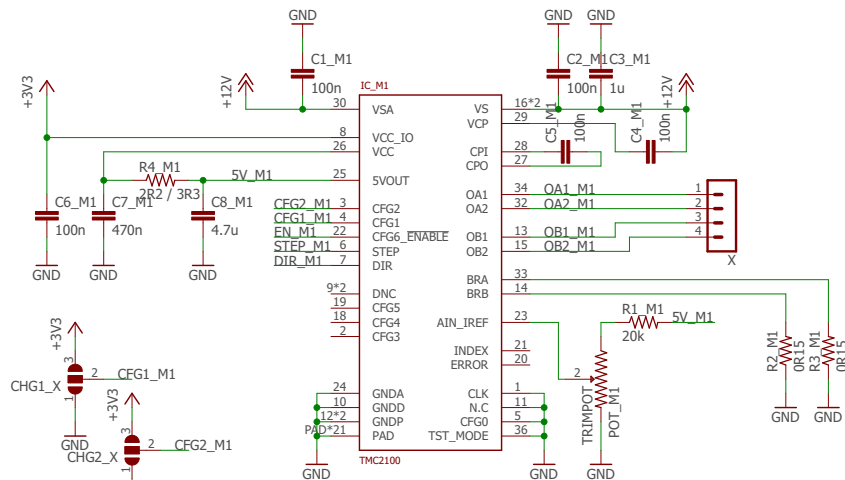 GND
GND
GND
C1_M1
100n
C2_M1
100n
C3_M1
1u
+3V3
+12V
+12V
IC_M1
30 VSA
VS 16*2
VCP 29
C5_M1
100n
C4_M1
100n
8 VCC_IO
26 VCC
CPI 28
CPO 27
R4_M1
2R2 / 3R3
5V_M1
25 5VOUT
C6_M1
100n
C7_M1
470n
C8_M1
4.7u
GND
GND
GND
CFG2_M1 3 CFG2
CFG1_M1 4 CFG1
EN_M1 22 CFG6_ENABLE
STEP_M1 6 STEP
DIR_M1 7 DIR
OA1 34 OA1_M1 1
OA2 32 OA2_M1 2
OB1 13 OB1_M1 3
OB2 15 OB2_M1 4
X
9*2 DNC
19 CFG5
18 CFG4
2 CFG3
BRA 33
BRB 14
AIN_IREF 23
R1_M1
20k
5V_M1
INDEX 21
ERROR 20
2
TRIMPOT
POT_M1
R2_M1
0R15
R3_M1
0R15
GND
GND
+3V3
3
2 CFG1_M1
CHG1_X
1
GND
+3V3
3
2 CFG2_M1
CHG2_X
1
24 GNDA
10 GNDD
12*2 GNDP
PAD*21 PAD
CLK 1
N.C 11
CFG0 5
TST_MODE 36
TMC2100
GND
GND
GND